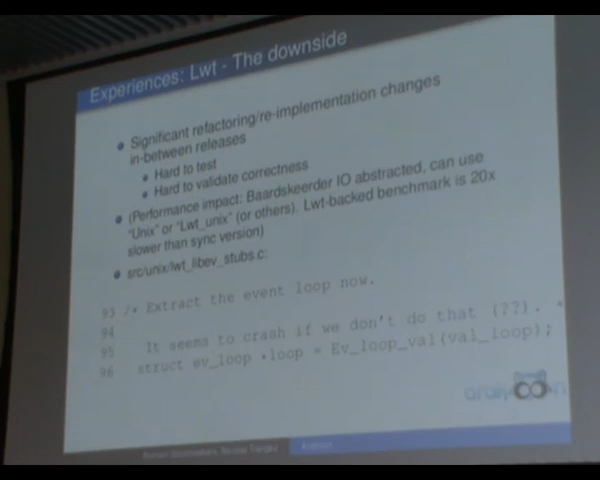 Experiences: Lwt - The downside
Significant refactoring/re-implementation changes
in-between releases
Hard to test
Hard to validate correctness
(Performance impact: Baardskeerder IO abstracted, can use
"Unix" or "Lwt_unix" (or others). Lwt-backed benchmark is 20x
slower than sync version)
src/unix/lwt_libev_stubs.c:
93 /* Extract the event loop now.
94
95 It seems to crash if we don't do that (??). *
96 struct ev_loop *loop = Ev_loop_val(val_loop);